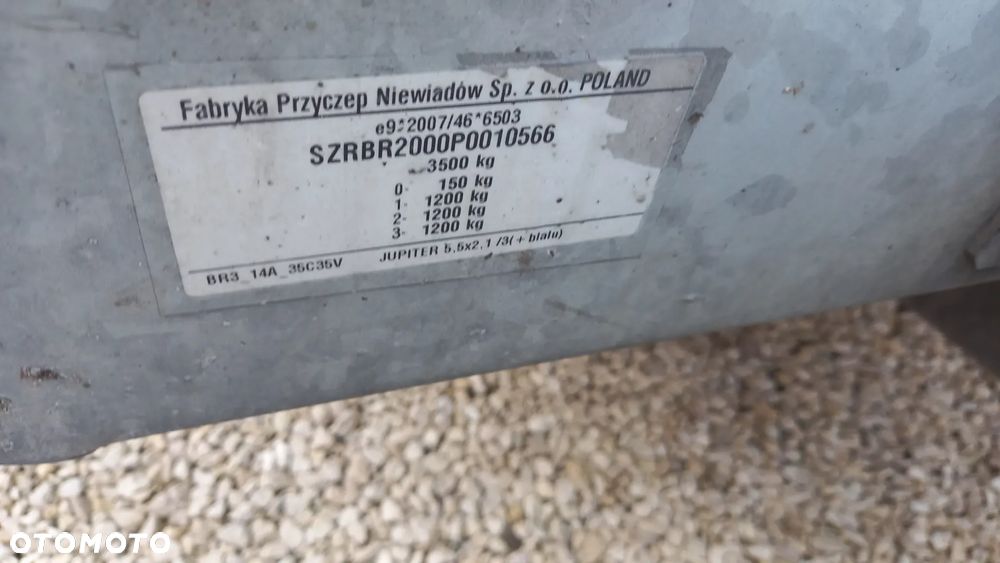 Fabryka Przyczep Niewiadów Sp. z o.o. POLAND
e9*2007/46*6503
SZRBR2000P0010566
3500 kg
0- 150 kg
1- 1200 kg
2- 1200 kg
3- 1200 kg
BR3_14A_35C35V JUPITER 5,5x2,1 /3(+ blatu)
OTOMOTO